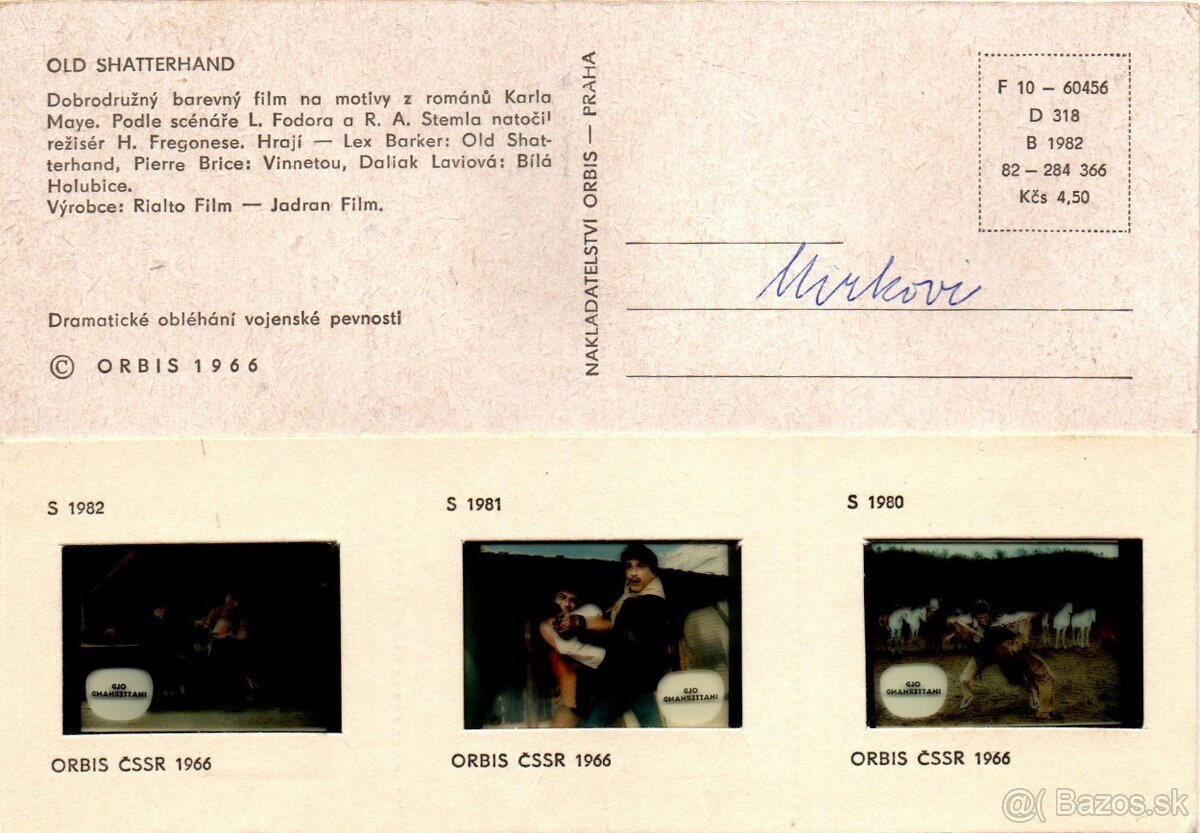 OLD SHATTERHAND
Dobrodružný barevný film na motivy z románů Karla
Maye. Podle scénáře L. Fodora a R. A. Stemla natočil
režisér H. Fregonese. Hrají — Lex Barker: Old Shat-
terhand, Pierre Brice: Vinnetou, Daliak Laviová: Bílá
Holubice.
Výrobce: Rialto Film — Jadran Film.
Dramatické obléhání vojenské pevnosti
© ORBIS 1966
NAKLADATELSTVI ORBIS — PRAHA
F 10 — 60456
D 318
B 1982
82 — 284 366
Kčs 4,50
Mirkovi
S 1982
S 1981
S 1980
OLD
SHATTERHAND
OLD
SHATTERHAND
OLD
SHATTERHAND
ORBIS ČSSR 1966
ORBIS ČSSR 1966
ORBIS ČSSR 1966
@( Bazos.sk